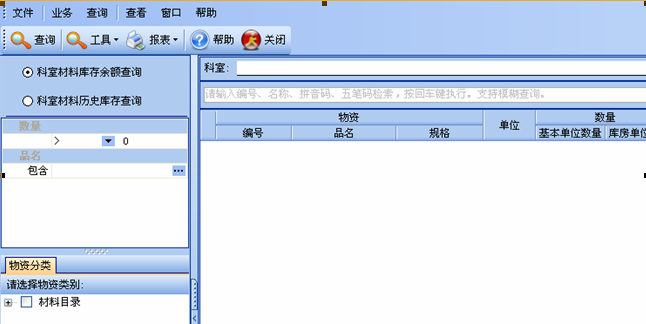 文件 业务 查询 查看 窗口 帮助
查询 工具 报表 帮助 关闭
科室材料库存余额查询
科室材料历史库存查询
数量
> 0
品名
包含 ...
物资分类
请选择物资类别:
材料目录
科室:
请输入编号、名称、拼音码、五笔码检索，按回车键执行。支持模糊查询。
物资 单位 数量
编号 品名 规格 基本单位数量 库房单位